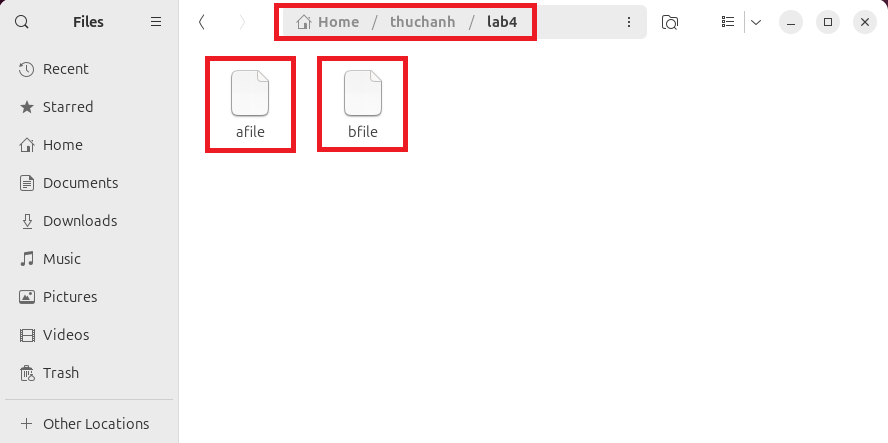 Files
Home / thuchanh / lab4
Recent
Starred
Home
Documents
Downloads
Music
Pictures
Videos
Trash
Other Locations
afile
bfile